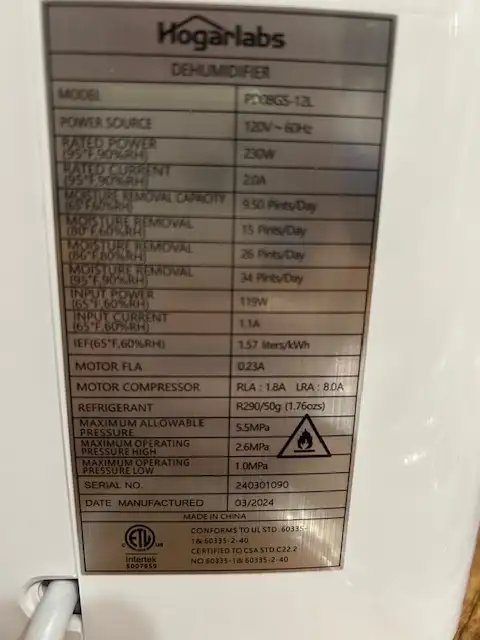 Hogarlabs
DEHUMIDIFIER
MODEL PD08GS-12L
POWER SOURCE 120V~60Hz
RATED POWER 230W
(95°F,90%RH)
RATED CURRENT 2.0A
(95°F,90%RH)
MOISTURE REMOVAL CAPACITY 9.50 Pints/Day
(65°F,60%RH)
MOISTURE REMOVAL 15 Pints/Day
(80°F,60%RH)
MOISTURE REMOVAL 26 Pints/Day
(86°F,80%RH)
MOISTURE REMOVAL 34 Pints/Day
(95°F,90%RH)
INPUT POWER 119W
(65°F,60%RH)
INPUT CURRENT 1.1A
(65°F,60%RH)
IEF(65°F,60%RH) 1.57 liters/kWh
MOTOR FLA 0.23A
MOTOR COMPRESSOR RLA : 1.8A LRA : 8.0A
REFRIGERANT R290/50g (1.76ozs)
MAXIMUM ALLOWABLE PRESSURE 5.5MPa
MAXIMUM OPERATING PRESSURE HIGH 2.6MPa
MAXIMUM OPERATING PRESSURE LOW 1.0MPa
SERIAL NO. 240301090
DATE MANUFACTURED 03/2024
MADE IN CHINA
ETL
Intertek
5007059
CONFORMS TO UL STD. 60335-
1& 60335-2-40
CERTIFIED TO CSA STD.C22.2
NO.60335-1& 60335-2-40